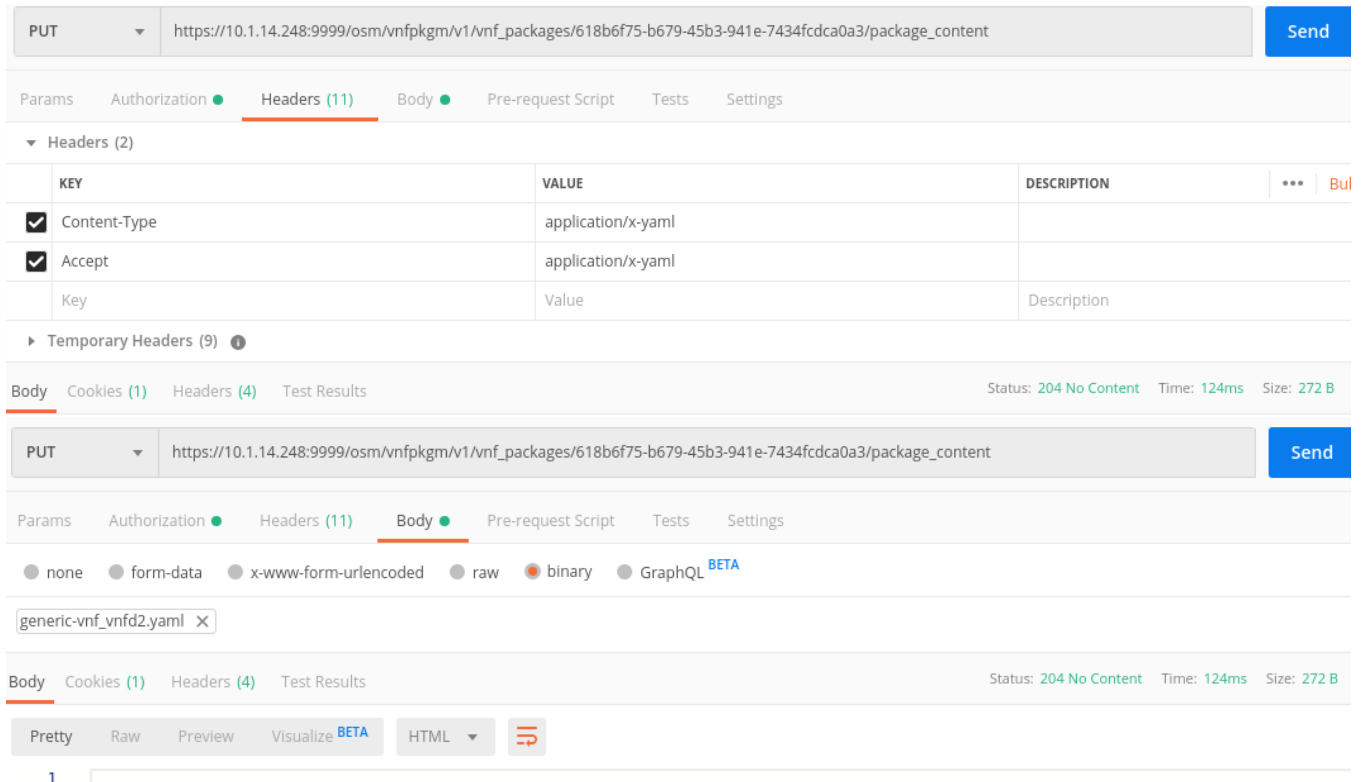 PUT https://10.1.14.248:9999/osm/vnfpkgm/v1/vnf_packages/618b6f75-b679-45b3-941e-7434fcdca0a3/package_content Send
Params Authorization Headers (11) Body Pre-request Script Tests Settings
Headers (2)
KEY VALUE DESCRIPTION ••• Bul
Content-Type application/x-yaml
Accept application/x-yaml
Key Value Description
Temporary Headers (9)
Body Cookies (1) Headers (4) Test Results Status: 204 No Content Time: 124ms Size: 272 B
PUT https://10.1.14.248:9999/osm/vnfpkgm/v1/vnf_packages/618b6f75-b679-45b3-941e-7434fcdca0a3/package_content Send
Params Authorization Headers (11) Body Pre-request Script Tests Settings
none form-data x-www-form-urlencoded raw binary GraphQL BETA
generic-vnf_vnfd2.yaml
Body Cookies (1) Headers (4) Test Results Status: 204 No Content Time: 124ms Size: 272 B
Pretty Raw Preview Visualize BETA HTML
1